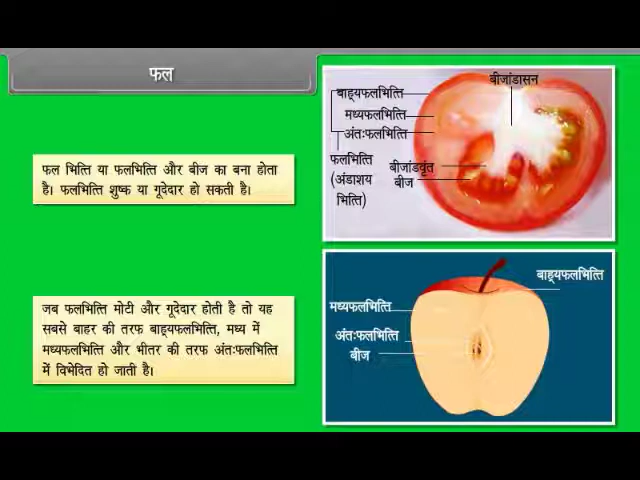 फल
फल भित्ति या फलभित्ति और बीज का बना होता
है। फलभित्ति शुष्क या गूदेदार हो सकती है।
जब फलभित्ति मोटी और गूदेदार होती है तो यह
सबसे बाहर की तरफ बाह्यफलभित्ति, मध्य में
मध्यफलभित्ति और भीतर की तरफ अंतःफलभित्ति
में विभेदित हो जाती है।
बीजांडासन
बाह्यफलभित्ति
मध्यफलभित्ति
अंतःफलभित्ति
फलभित्ति
(अंडाशय
भित्ति)
बीजांडवृंत
बीज
बाह्यफलभित्ति
मध्यफलभित्ति
अंतःफलभित्ति
बीज